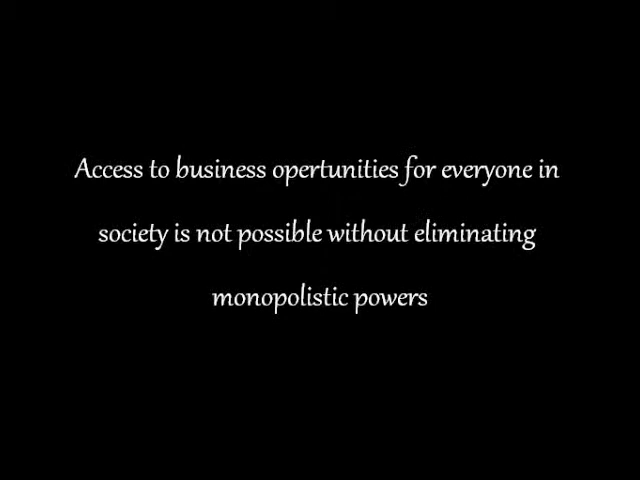 Access to business opertunities for everyone in
society is not possible without eliminating
monopolistic powers